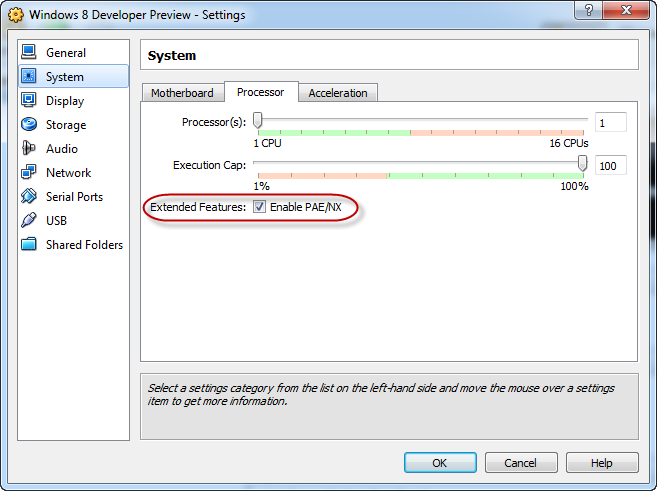 Windows 8 Developer Preview - Settings
General
System
Display
Storage
Audio
Network
Serial Ports
USB
Shared Folders
System
Motherboard Processor Acceleration
Processor(s): 1
1 CPU 16 CPUs
Execution Cap: 100
1% 100%
Extended Features: Enable PAE/NX
Select a settings category from the list on the left-hand side and move the mouse over a settings
item to get more information.
OK Cancel Help